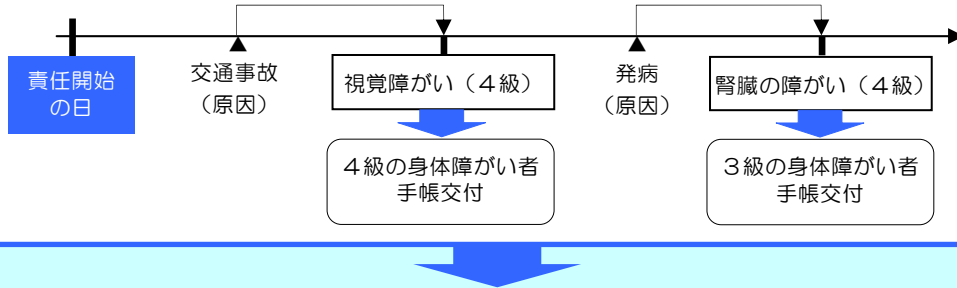 責任開始
の日
交通事故
(原因)
視覚障がい(4級)
発病
(原因)
腎臓の障がい(4級)
4級の身体障がい者
手帳交付
3級の身体障がい者
手帳交付